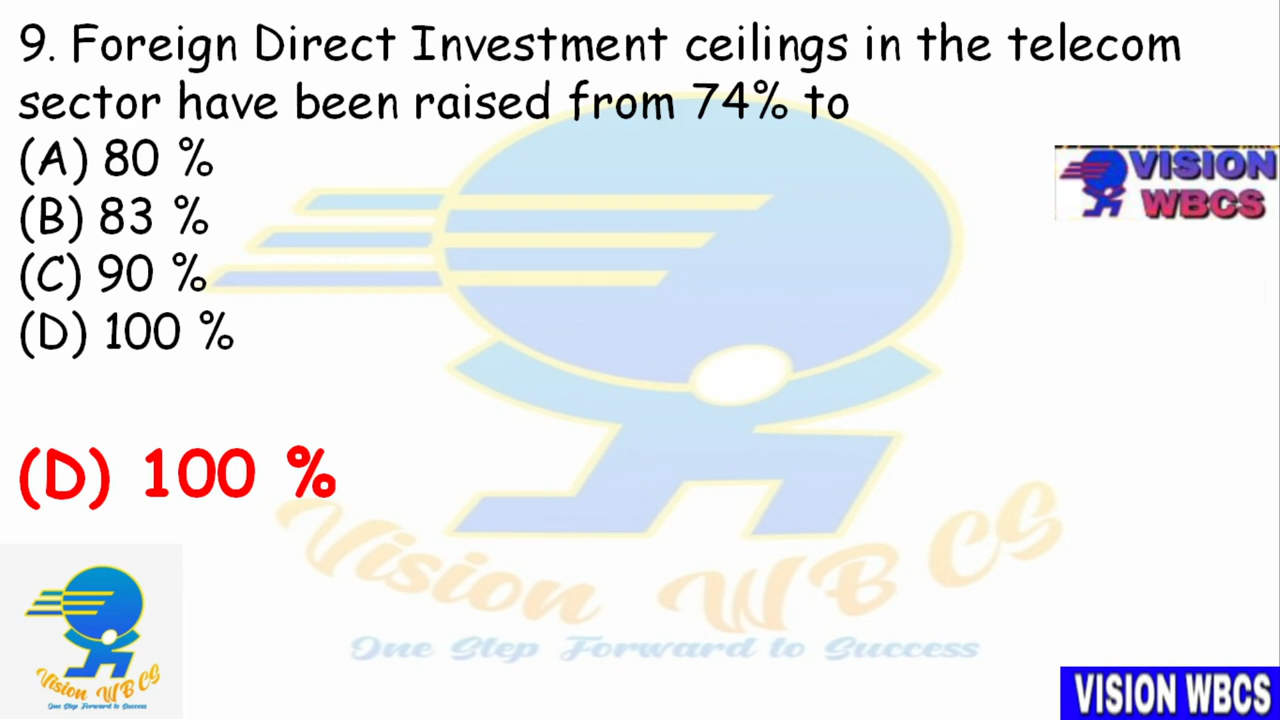 9. Foreign Direct Investment ceilings in the telecom
sector have been raised from 74% to
(A) 80 %
(B) 83 %
(C) 90 %
(D) 100 %
VISION
WBCS
(D) 100 %
Vision WBCS
One Step Forward to Success
Vision WBCS
One Step Forward to Success
VISION WBCS